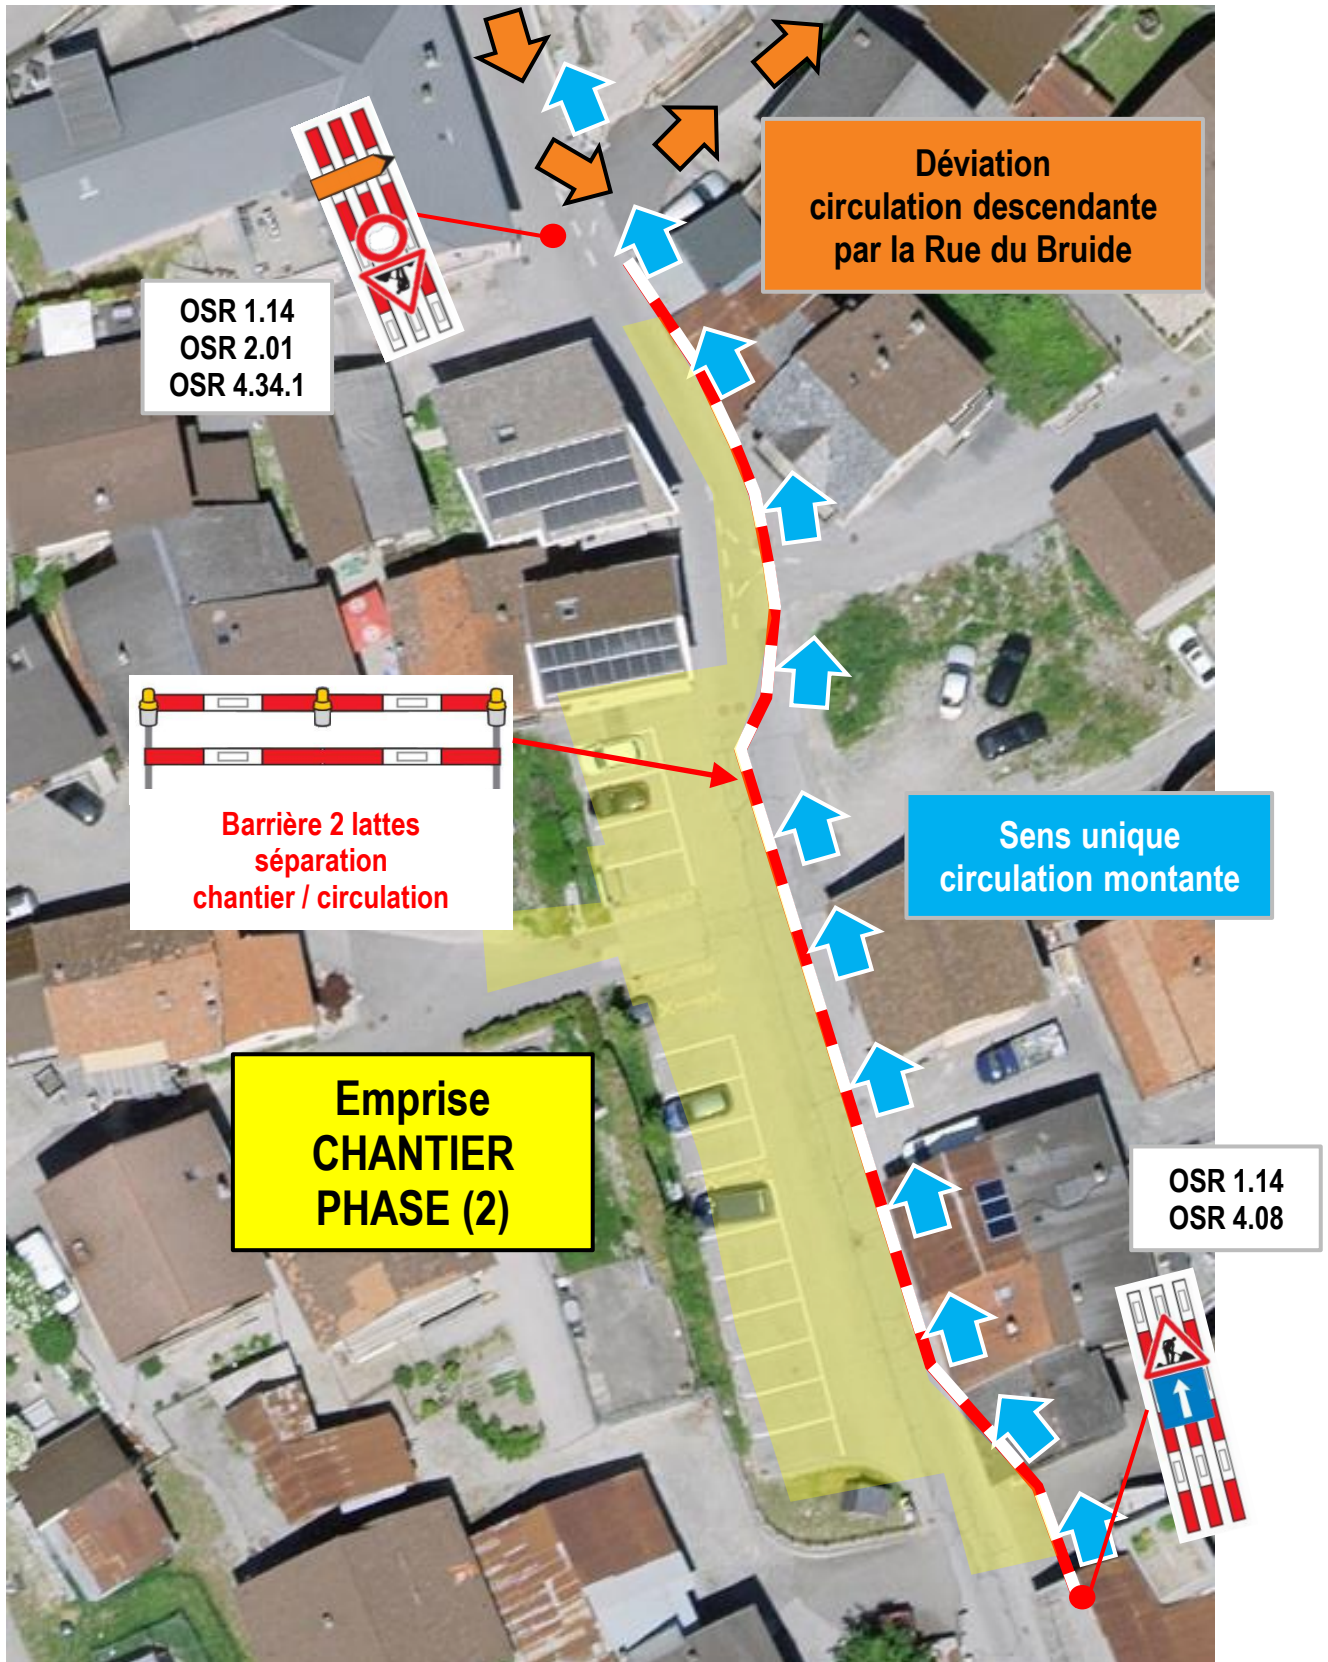 Déviation
circulation descendante
par la Rue du Bruide
OSR 1.14
OSR 2.01
OSR 4.34.1
Barrière 2 lattes
séparation
chantier / circulation
Sens unique
circulation montante
Emprise
CHANTIER
PHASE (2)
OSR 1.14
OSR 4.08